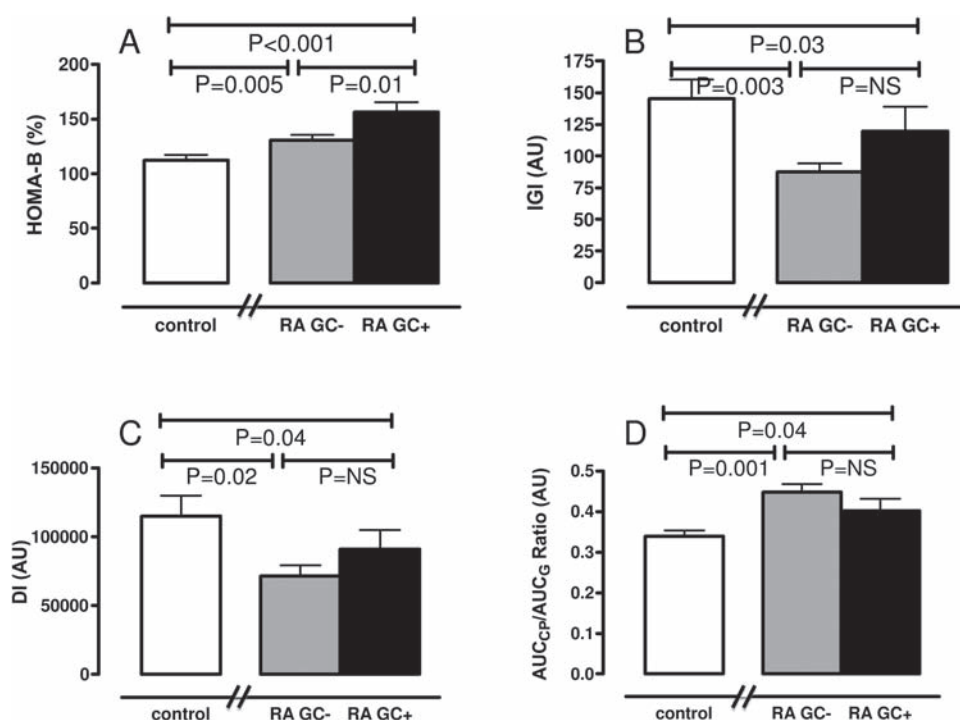 A
P<0.001
P=0.005
P=0.01
HOMA-B (%)
200
150
100
50
0
control
RA GC-
RA GC+
B
P=0.03
P=0.003
P=NS
IGI (AU)
175
150
125
100
75
50
25
0
control
RA GC-
RA GC+
C
P=0.04
P=0.02
P=NS
DI (AU)
150000
100000
50000
0
control
RA GC-
RA GC+
D
P=0.04
P=0.001
P=NS
AUCCP/AUCG Ratio (AU)
0.5
0.4
0.3
0.2
0.1
0.0
control
RA GC-
RA GC+